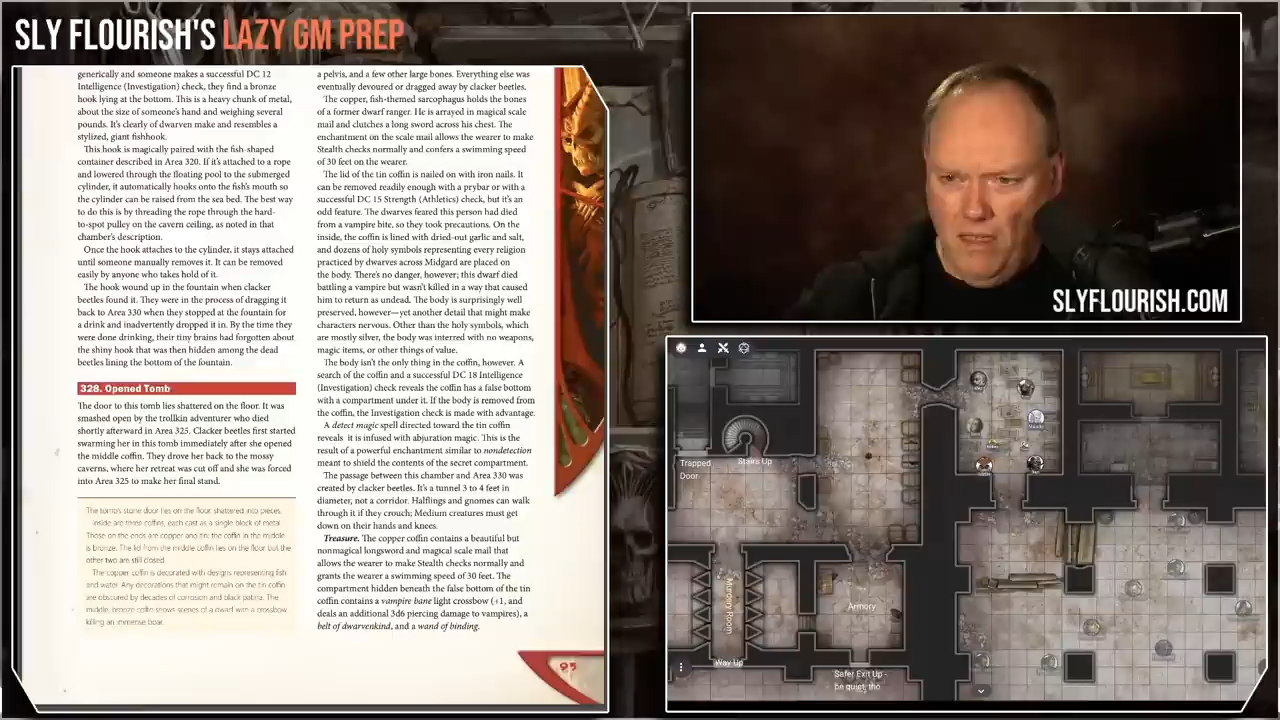 SLY FLOURISH'S LAZY GM PREP
generically and someone makes a successful DC 12
Intelligence (Investigation) check, they find a bronze
hook lying at the bottom. This is a heavy chunk of metal,
about the size of someone's hand and weighing several
pounds. It's clearly of dwarven make and resembles a
stylized, giant fishhook.
This hook is magically paired with the fish-shaped
container described in Area 320. If it's attached to a rope
and lowered through the floating pool to the submerged
cylinder, it automatically hooks onto the fish's mouth so
the cylinder can be raised from the sea bed. The best way
to do this is by threading the rope through the hard-
to-spot pulley on the cavern ceiling, as noted in that
chamber's description.
Once the hook attaches to the cylinder, it stays attached
until someone manually removes it. It can be removed
easily by anyone who takes hold of it.
The hook wound up in the fountain when clacker
beetles found it. They were in the process of dragging it
back to Area 330 when they stopped at the fountain for
a drink and inadvertently dropped it in. By the time they
were done drinking, their tiny brains had forgotten about
the shiny hook that was then hidden among the dead
beetles lining the bottom of the fountain.
328. Opened Tomb
The door to this tomb lies shattered on the floor. It was
smashed open by the trollkin adventurer who died
shortly afterward in Area 325. Clacker beetles first started
swarming her in this tomb immediately after she opened
the middle coffin. They drove her back to the mossy
caverns, where her retreat was cut off and she was forced
into Area 325 to make her final stand.
The tomb's stone door lies on the floor, shattered into pieces.
Inside are three coffins, each cast as a single block of metal.
Those on the ends are copper and tin; the coffin in the middle
is bronze. The lid from the middle coffin lies on the floor but the
other two are still closed.
The copper coffin is decorated with designs representing fish
and water. Any decorations that might remain on the tin coffin
are obscured by decades of corrosion and black patina. The
middle, bronze coffin shows scenes of a dwarf with a crossbow
killing an immense boar.
a pelvis, and a few other large bones. Everything else was
eventually devoured or dragged away by clacker beetles.
The copper, fish-themed sarcophagus holds the bones
of a former dwarf ranger. He is arrayed in magical scale
mail and clutches a long sword across his chest. The
enchantment on the scale mail allows the wearer to make
Stealth checks normally and confers a swimming speed
of 30 feet on the wearer.
The lid of the tin coffin is nailed on with iron nails. It
can be removed readily enough with a prybar or with a
successful DC 15 Strength (Athletics) check, but it's an
odd feature. The dwarves feared this person had died
from a vampire bite, so they took precautions. On the
inside, the coffin is lined with dried-out garlic and salt,
and dozens of holy symbols representing every religion
practiced by dwarves across Midgard are placed on
the body. There's no danger, however; this dwarf died
battling a vampire but wasn't killed in a way that caused
him to return as undead. The body is surprisingly well
preserved, however—yet another detail that might make
characters nervous. Other than the holy symbols, which
are mostly silver, the body was interred with no weapons,
magic items, or other things of value.
The body isn't the only thing in the coffin, however. A
search of the coffin and a successful DC 18 Intelligence
(Investigation) check reveals the coffin has a false bottom
with a compartment under it. If the body is removed from
the coffin, the Investigation check is made with advantage.
A detect magic spell directed toward the tin coffin
reveals it is infused with abjuration magic. This is the
result of a powerful enchantment similar to nondetection
meant to shield the contents of the secret compartment.
The passage between this chamber and Area 330 was
created by clacker beetles. It's a tunnel 3 to 4 feet in
diameter, not a corridor. Halflings and gnomes can walk
through it if they crouch; Medium creatures must get
down on their hands and knees.
Treasure. The copper coffin contains a beautiful but
nonmagical longsword and magical scale mail that
allows the wearer to make Stealth checks normally and
grants the wearer a swimming speed of 30 feet. The
compartment hidden beneath the false bottom of the tin
coffin contains a vampire bane light crossbow (+1, and
deals an additional 3d6 piercing damage to vampires), a
belt of dwarvenkind, and a wand of binding.
93
SLYFLOURISH.COM
Trapped
Door
Stairs Up
Mummy Room
Armory
Way Up
Safer Exit Up -
be quiet, tho